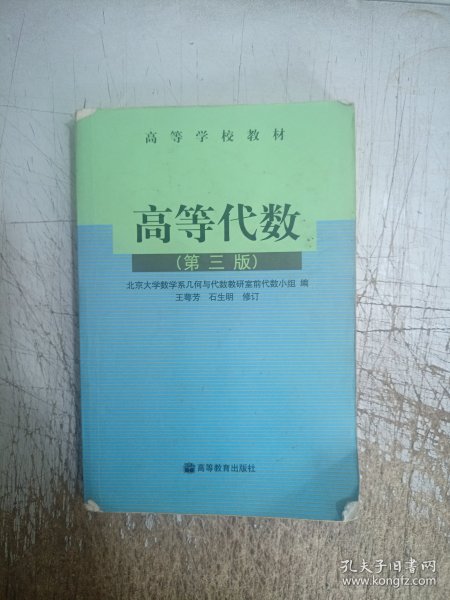 高等学校教材
高等代数
(第三版)
北京大学数学系几何与代数教研室前代数小组 编
王萼芳 石生明 修订
高等教育出版社
孔夫子旧书网
www.kongfz.com